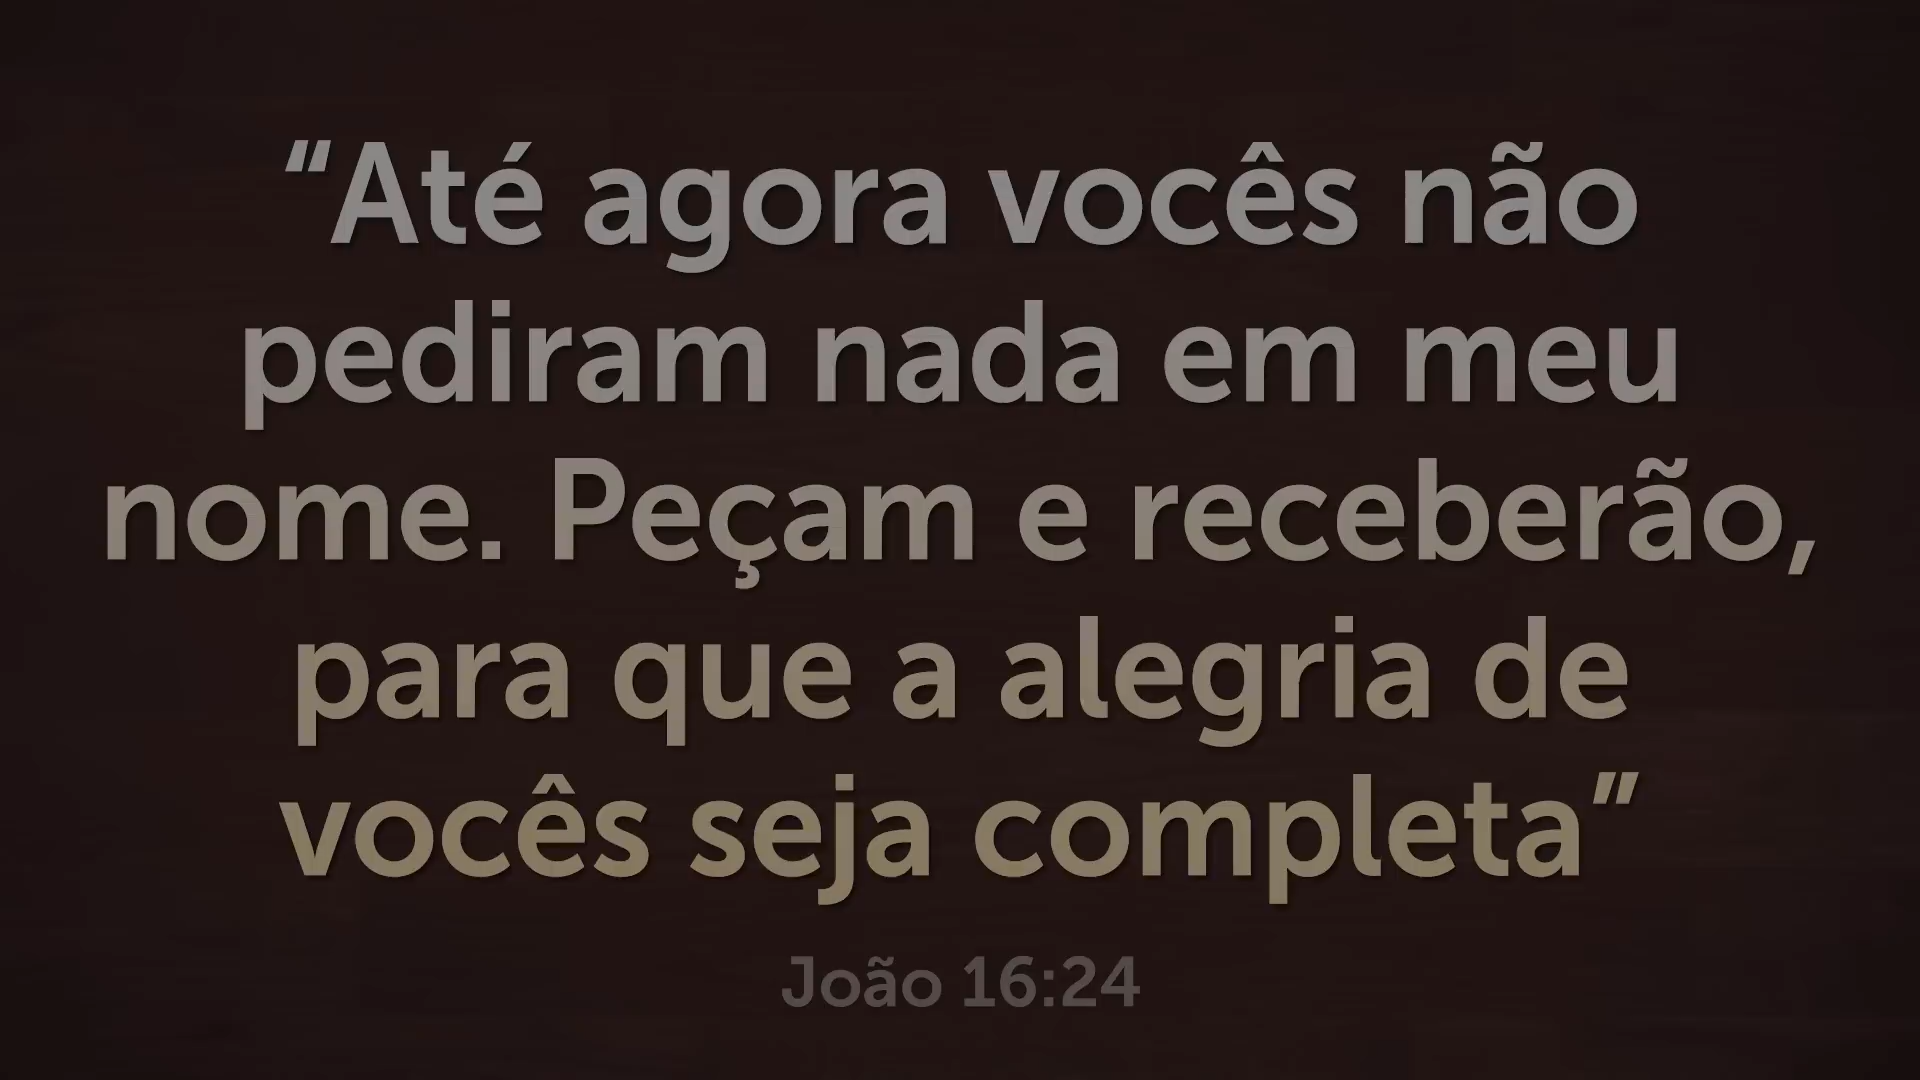 “Até agora vocês não
pediram nada em meu
nome. Peçam e receberão,
para que a alegria de
vocês seja completa”
João 16:24